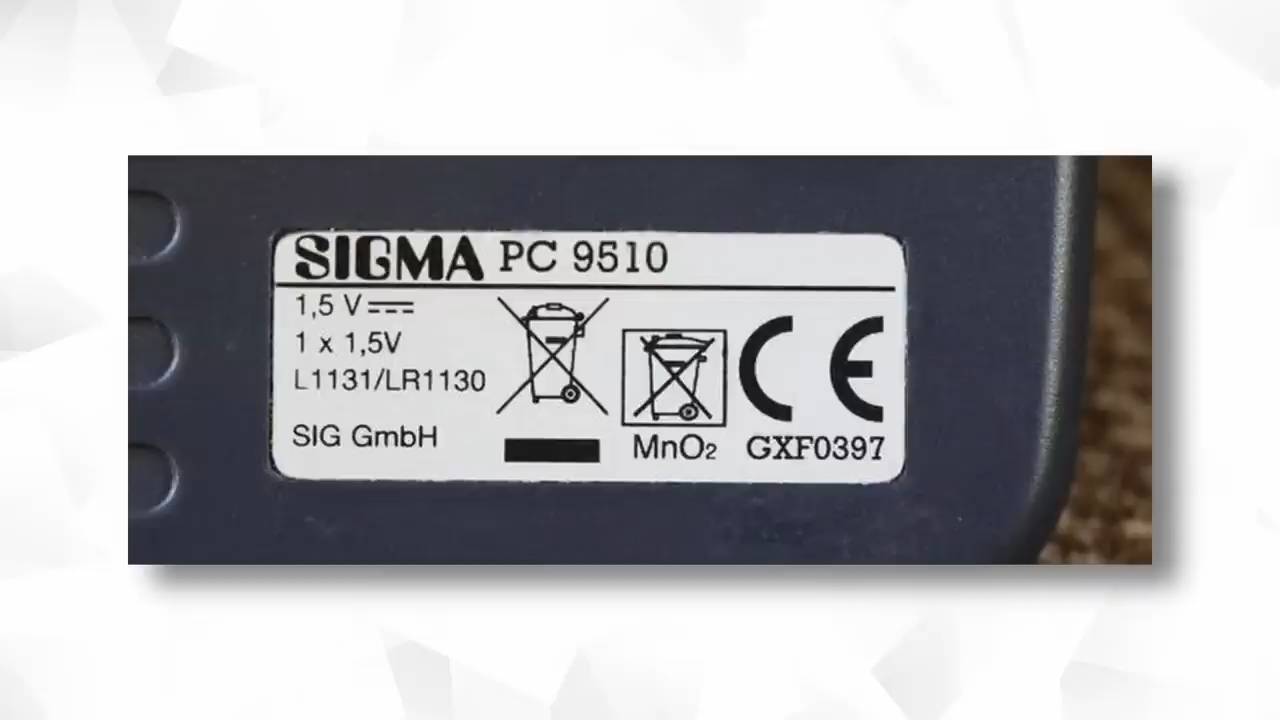 SIGMA PC 9510
1,5 V
1 x 1,5V
L1131/LR1130
SIG GmbH
MnO₂
CE
GXF0397